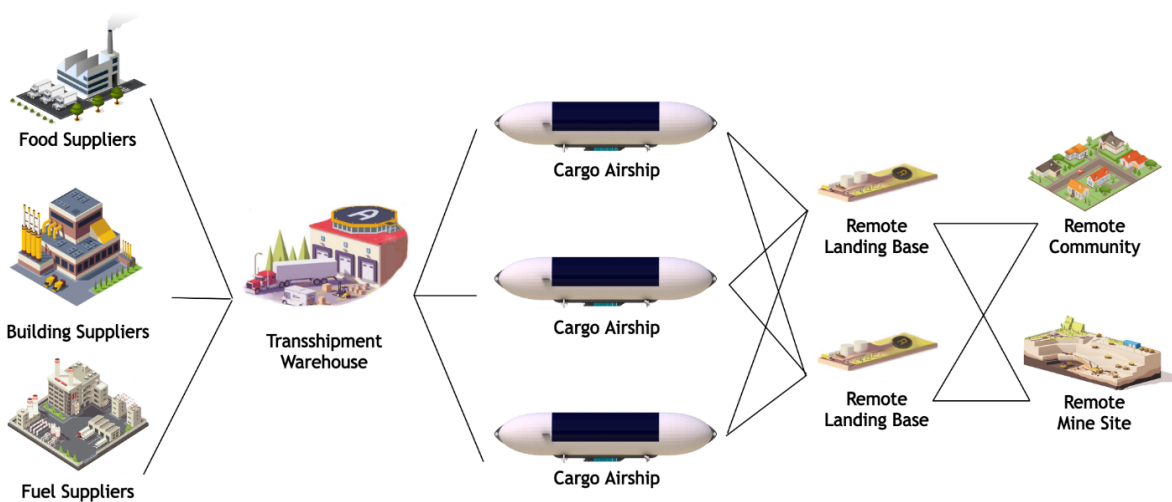 Food Suppliers
Building Suppliers
Fuel Suppliers
A
Transshipment
Warehouse
Cargo Airship
Cargo Airship
Cargo Airship
A
Remote
Landing Base
A
Remote
Landing Base
Remote
Community
Remote
Mine Site